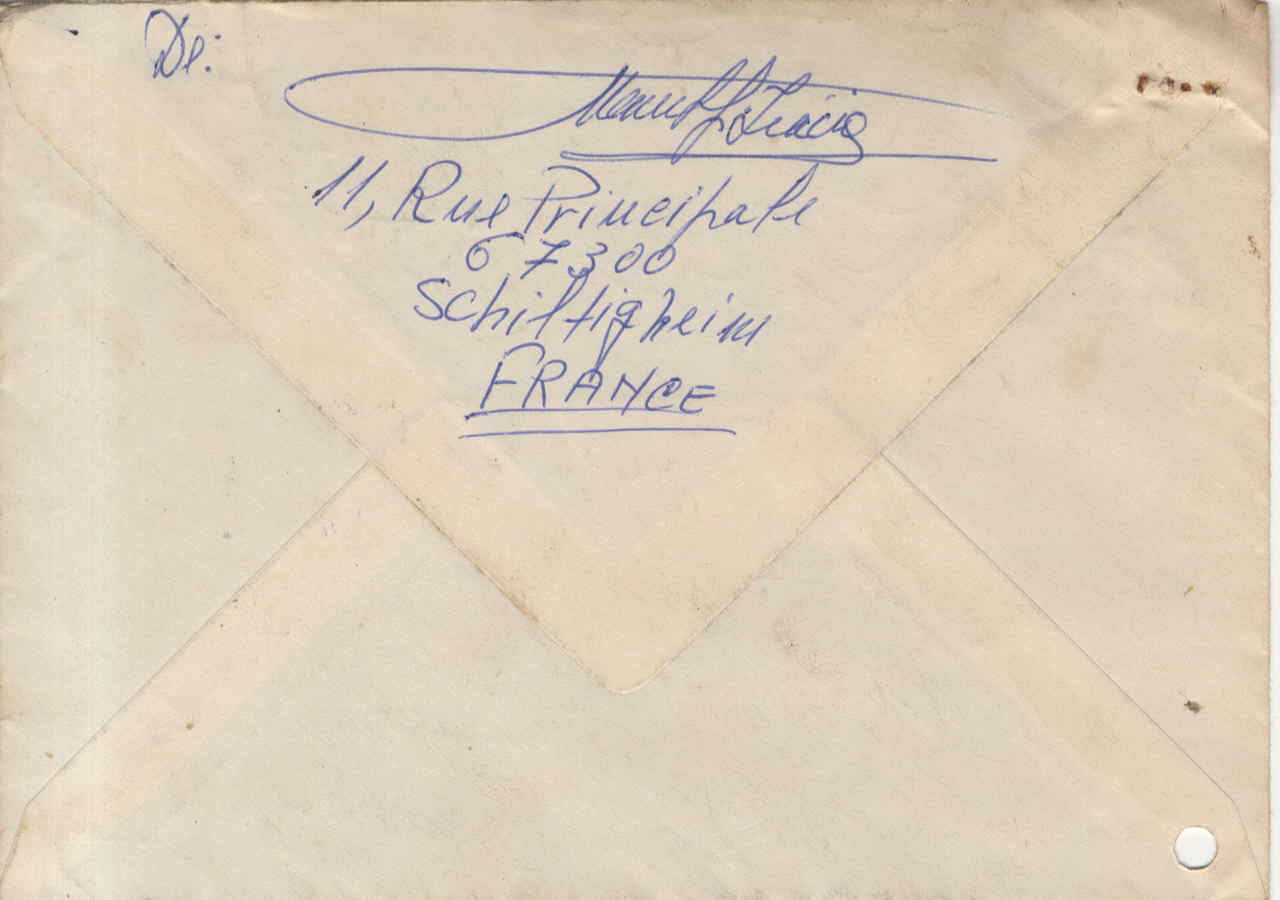 De:
11, Rue Principale
67300
Schiltigheim
FRANCE